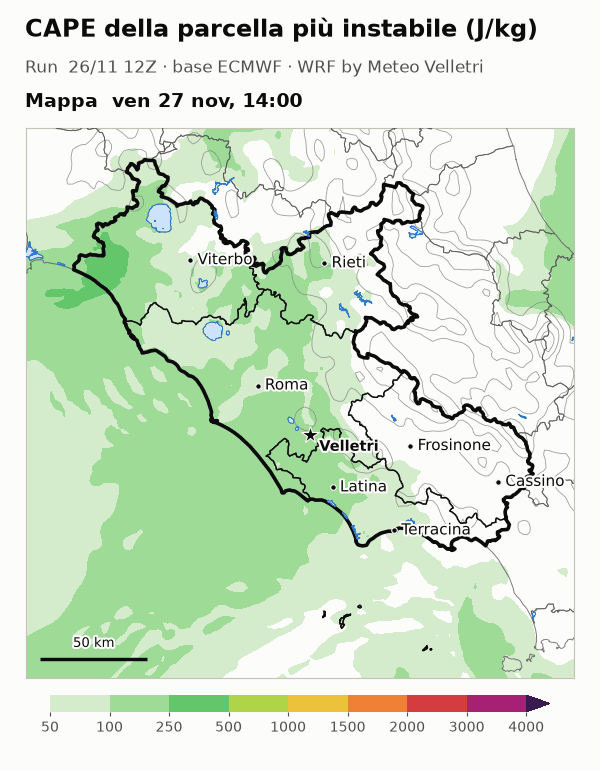 CAPE della parcella più instabile (J/kg)
Run  26/11 12Z · base ECMWF · WRF by Meteo Velletri
Mappa  ven 27 nov, 14:00
Viterbo
Rieti
Roma
Velletri
Frosinone
Cassino
Latina
Terracina
50 km
50 100 250 500 1000 1500 2000 3000 4000